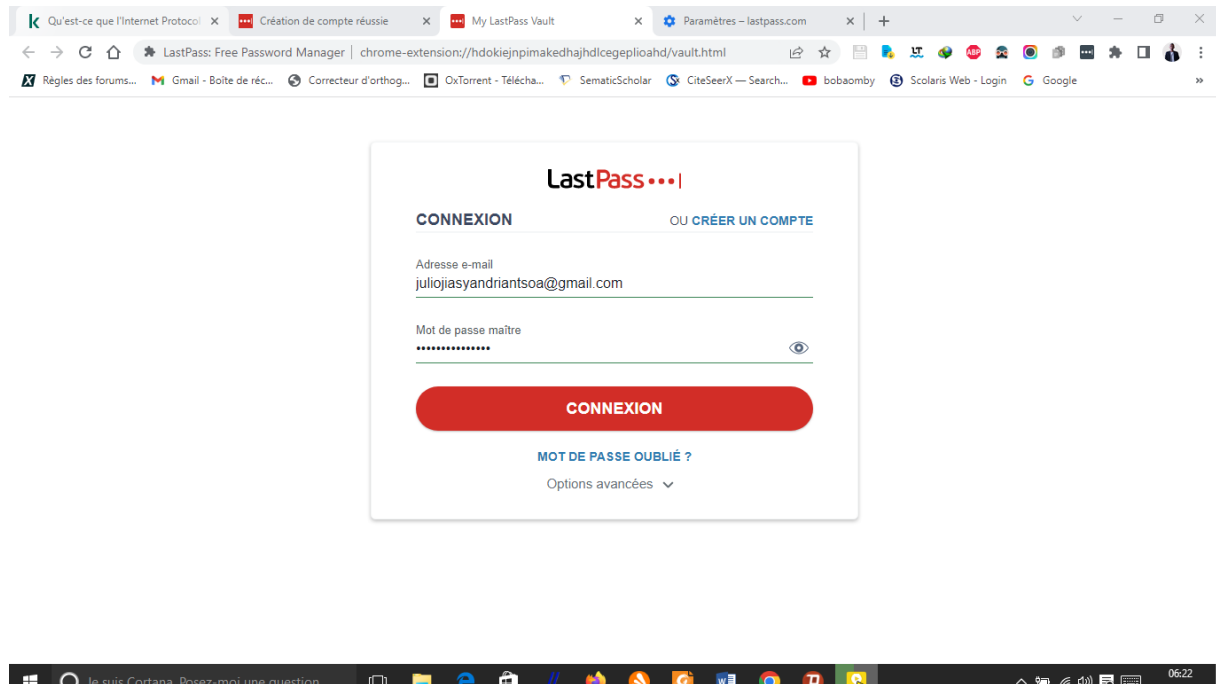 Qu'est-ce que l'Internet Protocol
Création de compte réussie
My LastPass Vault
Paramètres – lastpass.com
LastPass: Free Password Manager | chrome-extension://hdokiejnpimakedhajhdlcegeplioahd/vault.html
Règles des forums... Gmail - Boîte de réc... Correcteur d'orthog... OxTorrent - Télécha... SematicScholar CiteSeerX — Search... bobaomby Scolaris Web - Login Google »
LastPass
CONNEXION OU CRÉER UN COMPTE
Adresse e-mail
juliojiasyandriantsoa@gmail.com
Mot de passe maître
•••••••••••••••
CONNEXION
MOT DE PASSE OUBLIÉ ?
Options avancées
Je suis Cortana. Posez-moi une question. 06:22